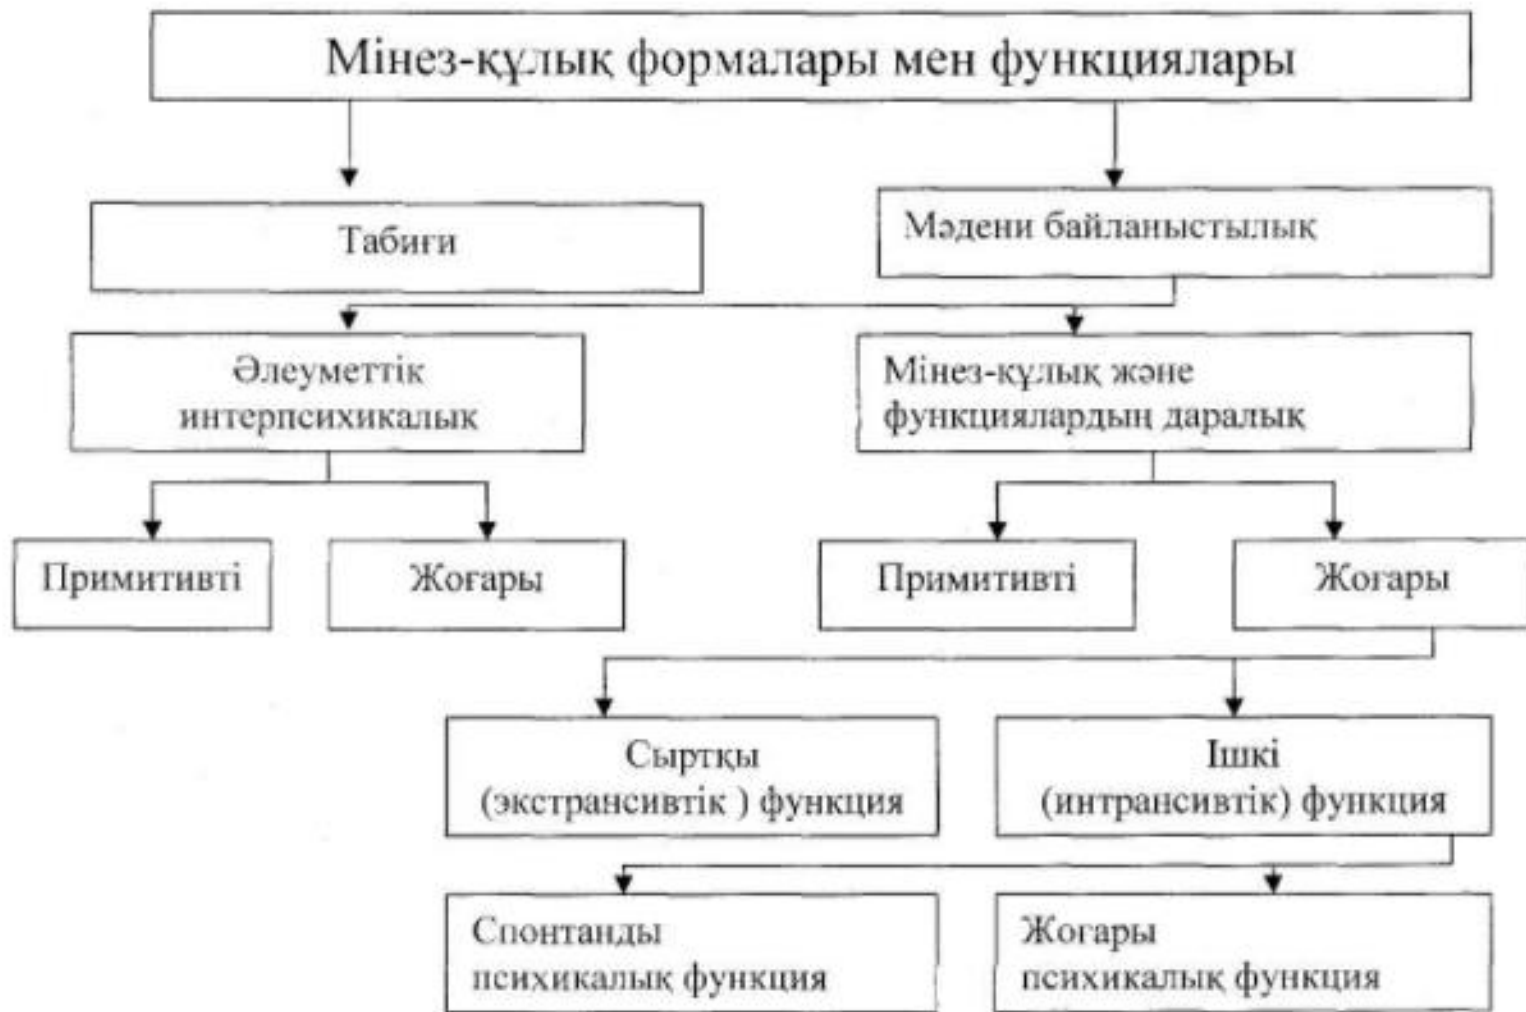 Мінез-құлық формалары мен функциялары
Табиғи
Мәдени байланыстылық
Әлеуметтік
интерпсихикалық
Мінез-құлық және
функциялардың даралық
Примитивті
Жоғары
Примитивті
Жоғары
Сыртқы
(экстрансивтік ) функция
Ішкі
(интрансивтік) функция
Спонтанды
психикалық функция
Жоғары
психикалық функция